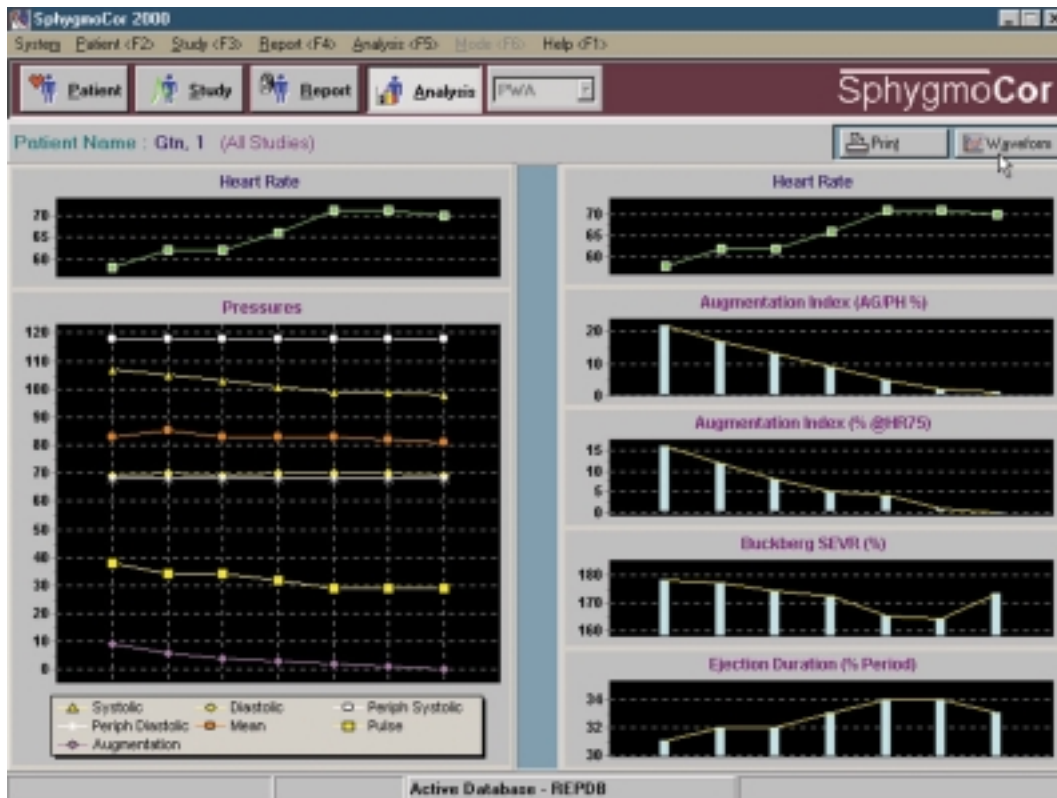 SphygmoCor 2000
System Patient <F2> Study <F3> Report <F4> Analysis <F5> Mode <F6> Help <F1>
Patient Study Report Analysis PWA SphygmoCor
Patient Name : Gtn, 1 (All Studies) Print Waveform
Heart Rate
70
65
60
Pressures
120
110
100
90
80
70
60
50
40
30
20
10
0
Systolic Diastolic Periph Systolic
Periph Diastolic Mean Pulse
Augmentation
Heart Rate
70
65
60
Augmentation Index (AG/PH %)
20
10
0
Augmentation Index (% @HR75)
15
10
5
0
Buckberg SEVR (%)
180
170
160
Ejection Duration (% Period)
34
32
30
Active Database - REPDB